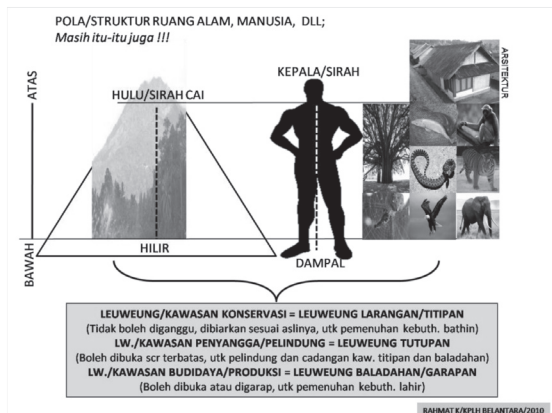 POLA/STRUKTUR RUANG ALAM, MANUSIA, DLL;
Masih itu-itu juga !!!
ATAS
HULU/SIRAH CAI
KEPALA/SIRAH
ARSITEKTUR
BAWAH
HILIR
DAMPAL
LEUWEUNG/KAWASAN KONSERVASI = LEUWEUNG LARANGAN/TITIPAN
(Tidak boleh diganggu, dibiarkan sesuai aslinya, utk pemenuhan kebuth. bathin)
LW./KAWASAN PENYANGGA/PELINDUNG = LEUWEUNG TUTUPAN
(Boleh dibuka scr terbatas, utk pelindung dan cadangan kaw. titipan dan baladahan)
LW./KAWASAN BUDIDAYA/PRODUKSI = LEUWEUNG BALADAHAN/GARAPAN
(Boleh dibuka atau digarap, utk pemenuhan kebuth. lahir)
RAHMAT K/KPLH BELANTARA/2010